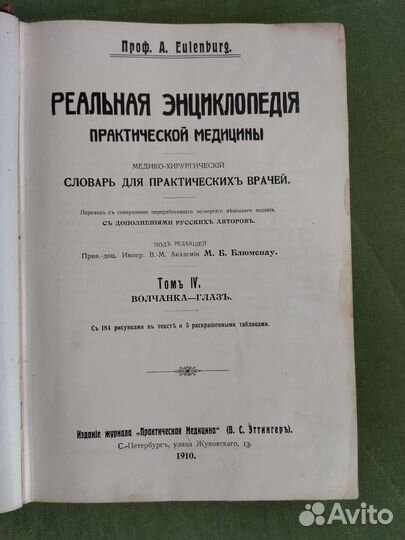 Проф. A. Eulenburg.
РЕАЛЬНАЯ ЭНЦИКЛОПЕДІЯ
ПРАКТИЧЕСКОЙ МЕДИЦИНЫ
МЕДИКО-ХИРУРГИЧЕСКІЙ
СЛОВАРЬ ДЛЯ ПРАКТИЧЕСКИХЪ ВРАЧЕЙ.
Переводъ съ совершенно переработаннаго четвертаго нѣмецкаго изданія,
СЪ ДОПОЛНЕНІЯМИ РУССКИХЪ АВТОРОВЪ.
ПОДЪ РЕДАКЦІЕЙ
Прив.-доц. Импер. В.-М. Академіи М. Б. Блюменау.
Томъ IV.
ВОЛЧАНКА—ГЛАЗЪ.
Съ 184 рисунками въ текстѣ и 5 раскрашенными таблицами.
Изданіе журнала „Практическая Медицина" (В. С. Эттингеръ).
С.-Петербургъ, улица Жуковскаго, 13.
1910.
Avito